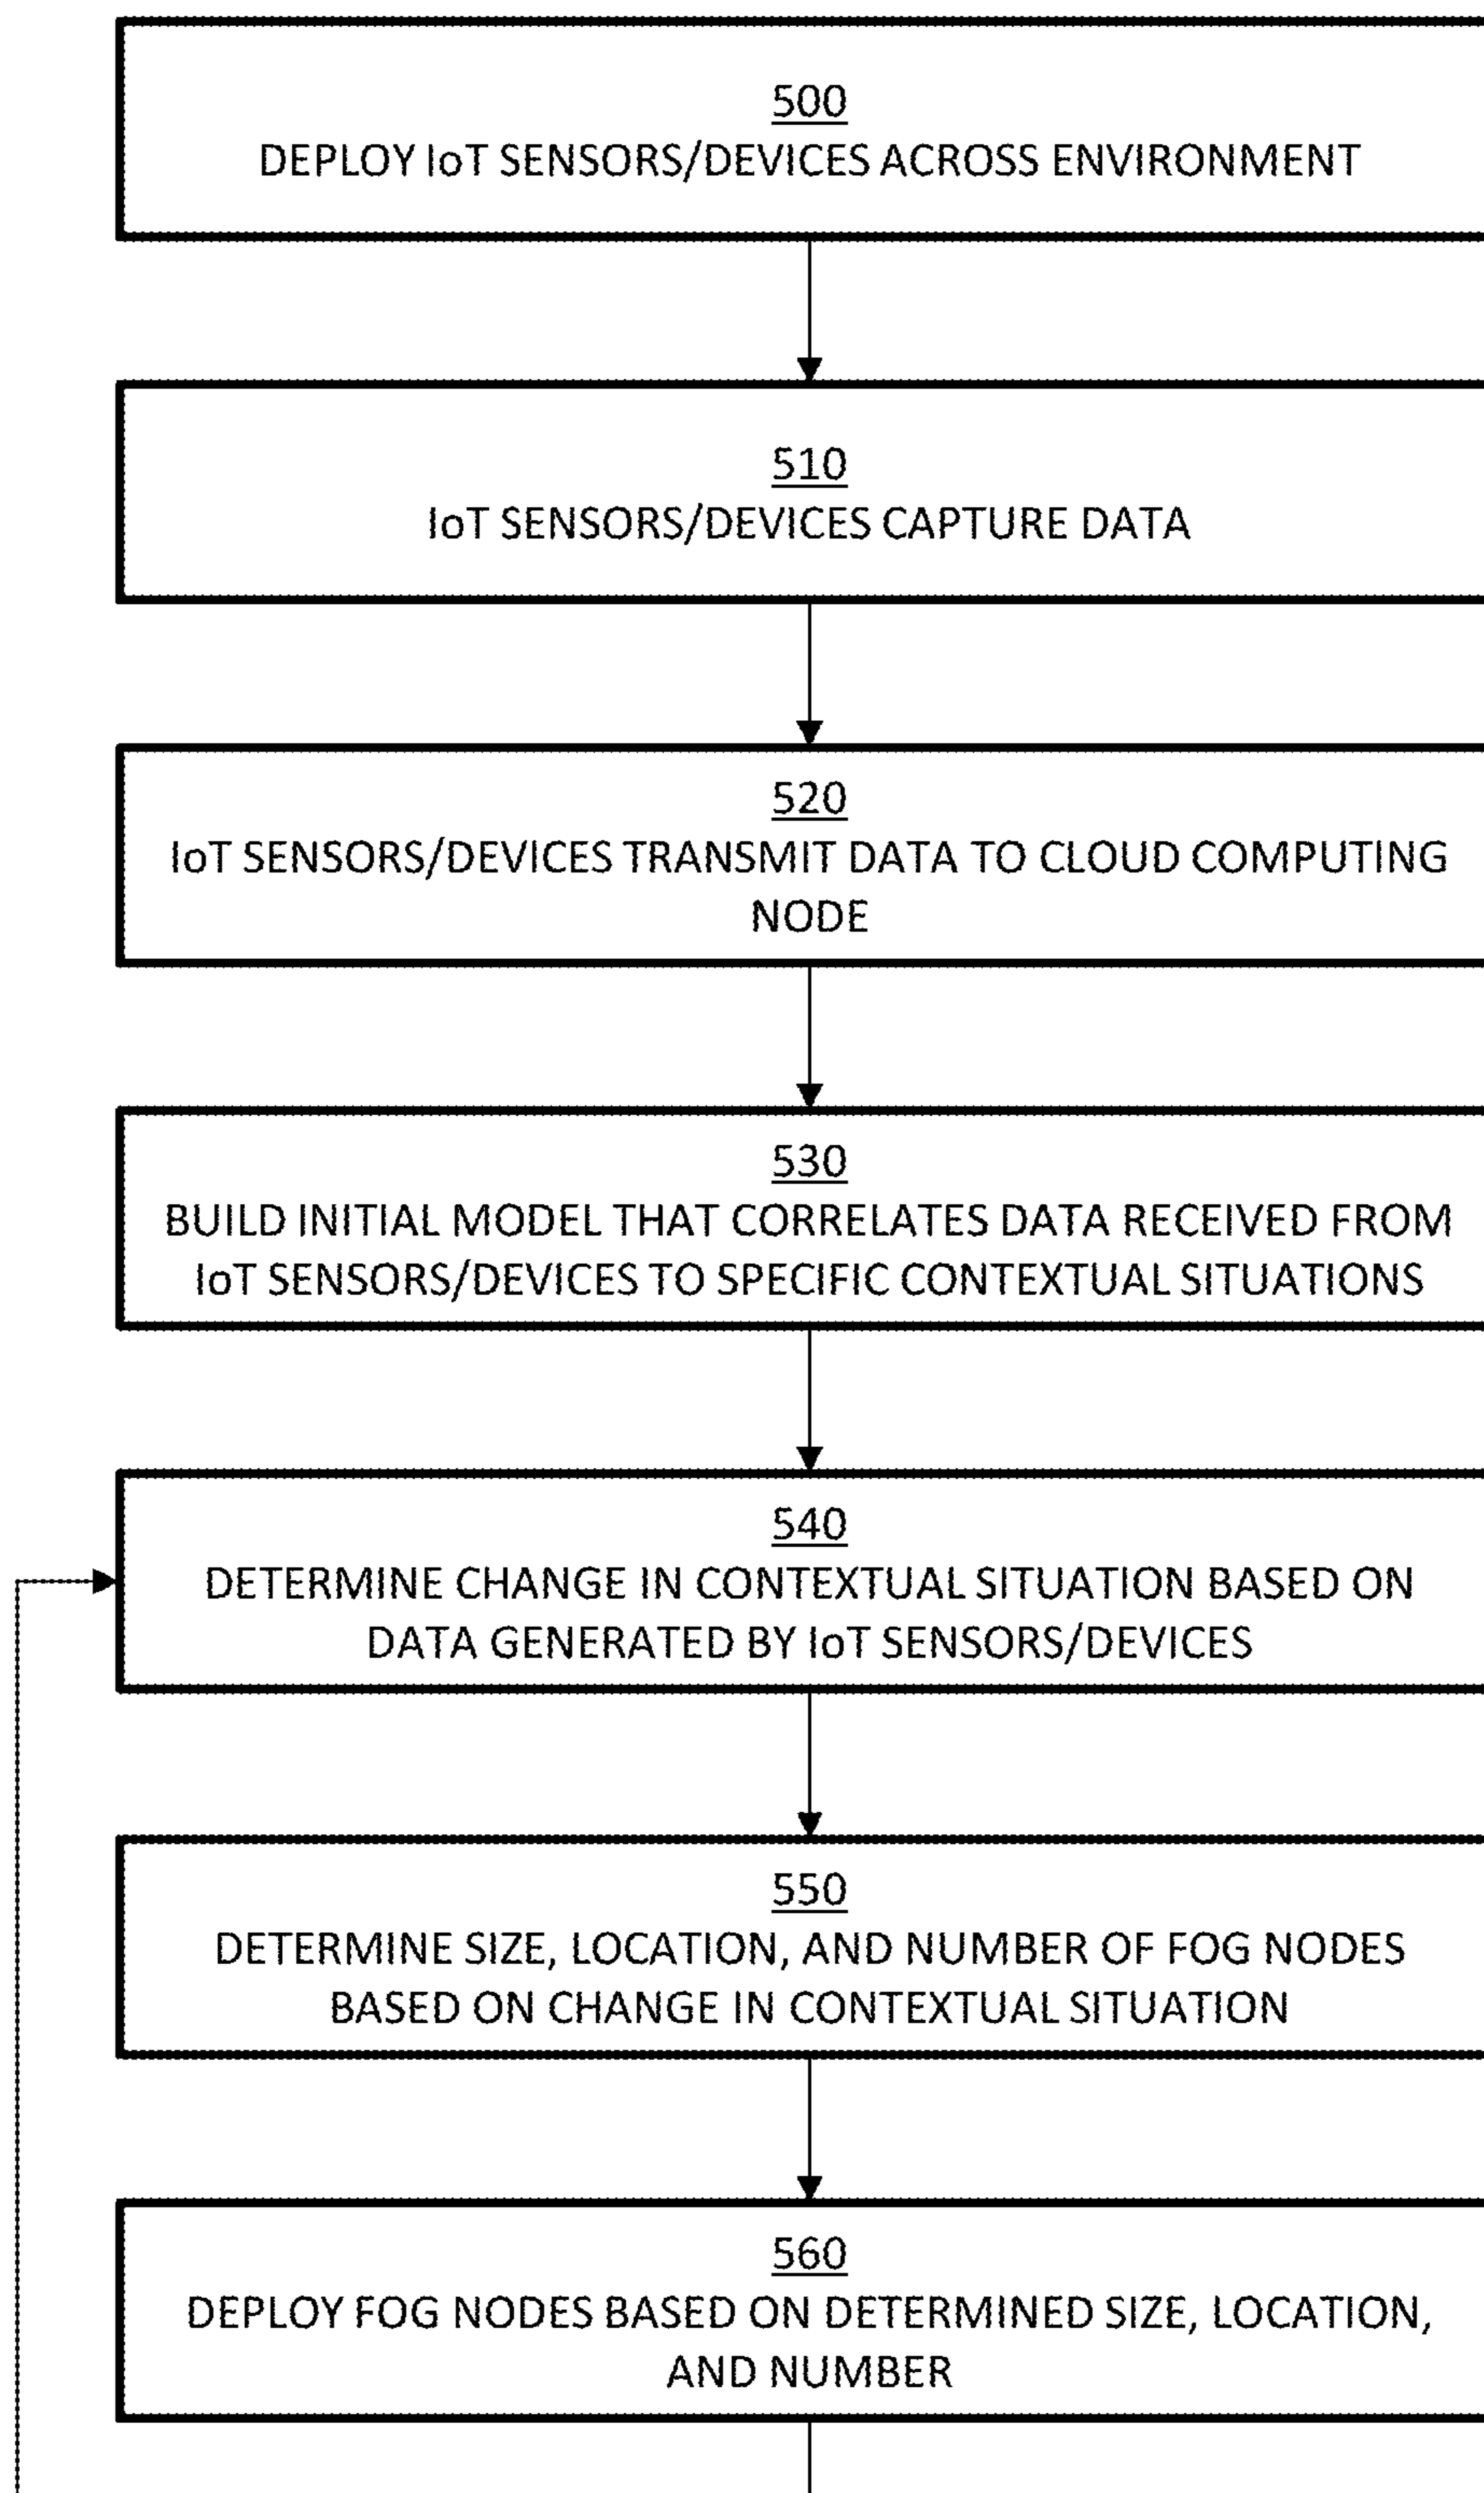 500
DEPLOY IoT SENSORS/DEVICES ACROSS ENVIRONMENT
510
IoT SENSORS/DEVICES CAPTURE DATA
520
IoT SENSORS/DEVICES TRANSMIT DATA TO CLOUD COMPUTING
NODE
530
BUILD INITIAL MODEL THAT CORRELATES DATA RECEIVED FROM
IoT SENSORS/DEVICES TO SPECIFIC CONTEXTUAL SITUATIONS
540
DETERMINE CHANGE IN CONTEXTUAL SITUATION BASED ON
DATA GENERATED BY IoT SENSORS/DEVICES
550
DETERMINE SIZE, LOCATION, AND NUMBER OF FOG NODES
BASED ON CHANGE IN CONTEXTUAL SITUATION
560
DEPLOY FOG NODES BASED ON DETERMINED SIZE, LOCATION,
AND NUMBER